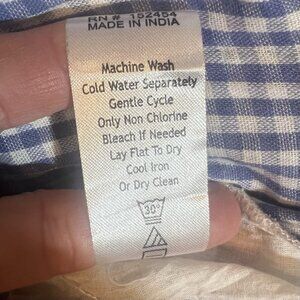 RN # 152454
MADE IN INDIA
Machine Wash
Cold Water Separately
Gentle Cycle
Only Non Chlorine
Bleach If Needed
Lay Flat To Dry
Cool Iron
Or Dry Clean
30°